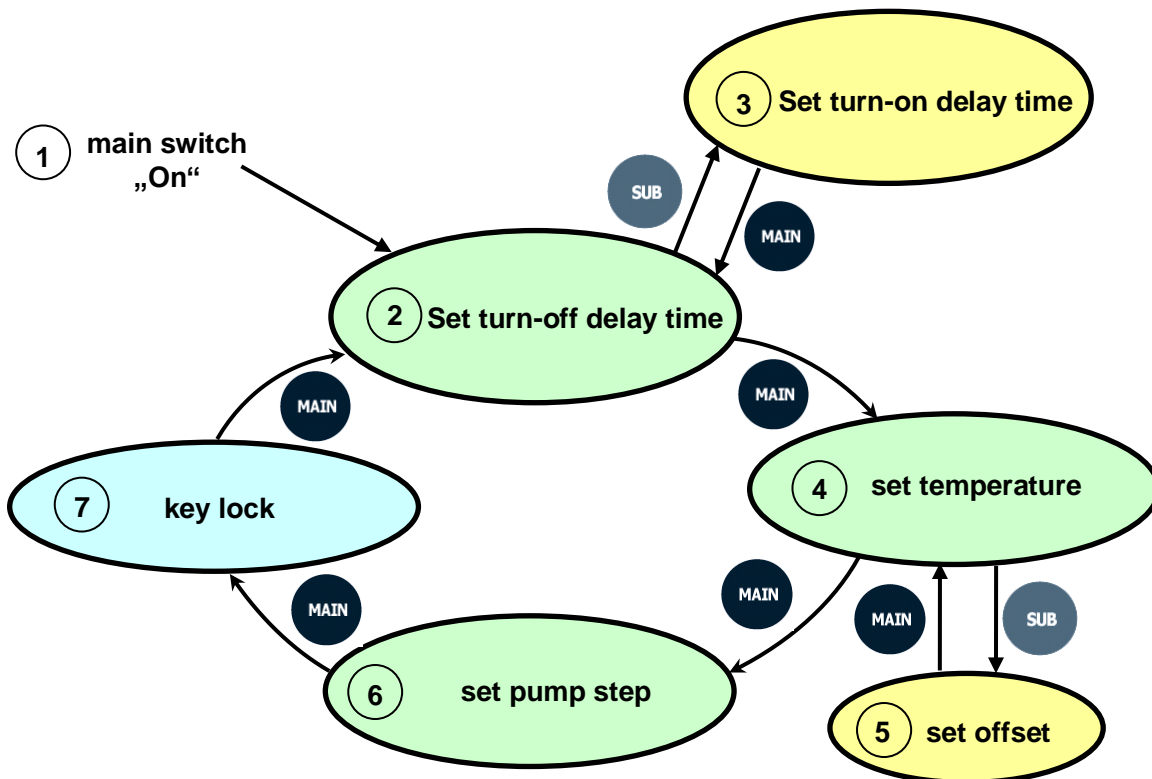 3 Set turn-on delay time
1 main switch
„On“
SUB
MAIN
2 Set turn-off delay time
MAIN
MAIN
7 key lock
4 set temperature
MAIN
MAIN
MAIN
SUB
6 set pump step
5 set offset